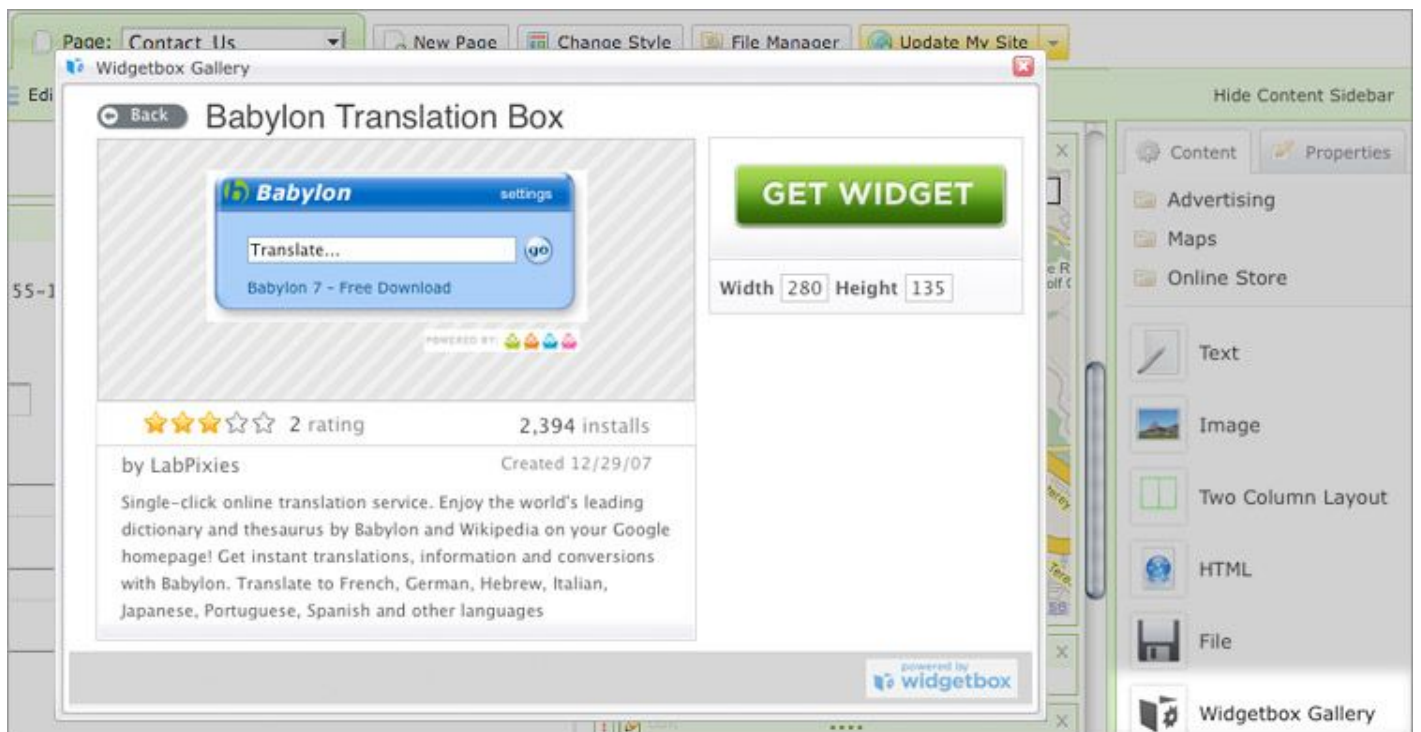 Page: Contact Us New Page Change Style File Manager Update My Site
Widgetbox Gallery
Edi
Hide Content Sidebar
Back Babylon Translation Box
Content Properties
Babylon settings
GET WIDGET
Advertising
Translate... go
Maps
Babylon 7 - Free Download
Width 280 Height 135
Online Store
55-1
POWERED BY:
Text
2 rating 2,394 installs
Image
by LabPixies Created 12/29/07
Single-click online translation service. Enjoy the world's leading
dictionary and thesaurus by Babylon and Wikipedia on your Google
homepage! Get instant translations, information and conversions
with Babylon. Translate to French, German, Hebrew, Italian,
Japanese, Portuguese, Spanish and other languages
Two Column Layout
HTML
File
powered by
widgetbox
Widgetbox Gallery